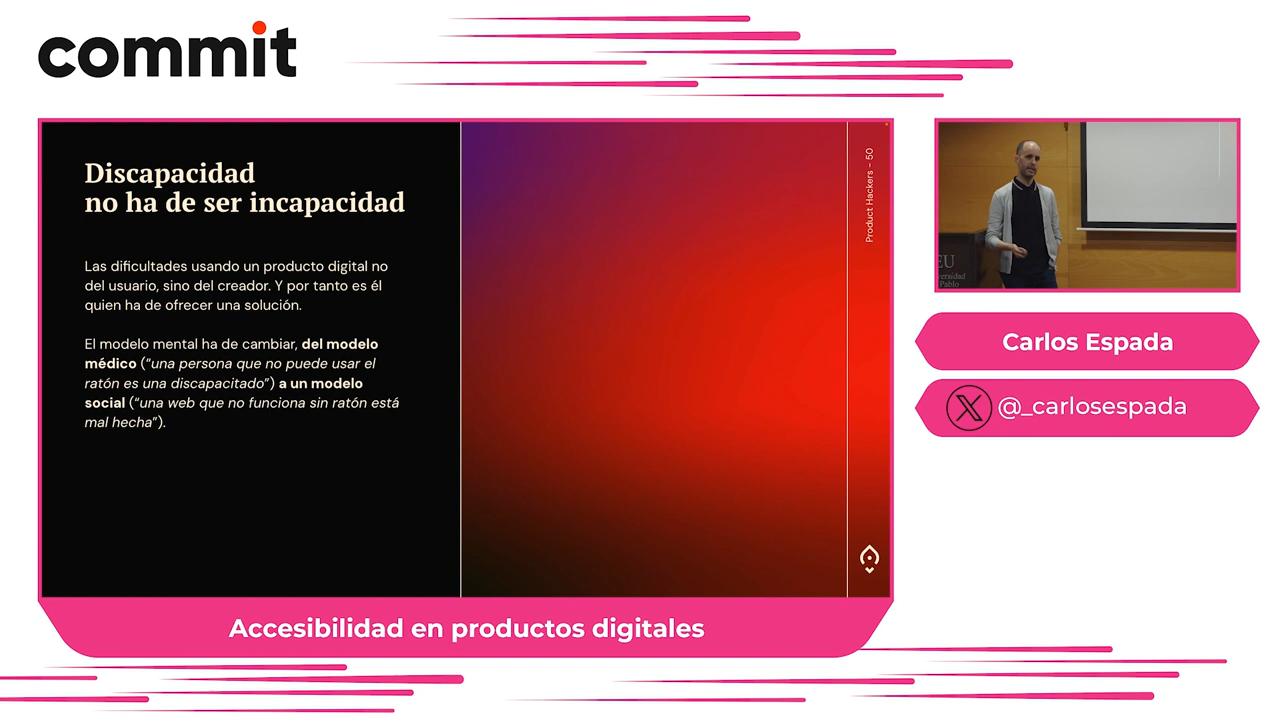 commit
Discapacidad
no ha de ser incapacidad
Las dificultades usando un producto digital no
del usuario, sino del creador. Y por tanto es él
quien ha de ofrecer una solución.
El modelo mental ha de cambiar, del modelo
médico (“una persona que no puede usar el
ratón es una discapacitado”) a un modelo
social (“una web que no funciona sin ratón está
mal hecha”).
Product Hackers - 50
EU
Pablo
Carlos Espada
@_carlosespada
Accesibilidad en productos digitales